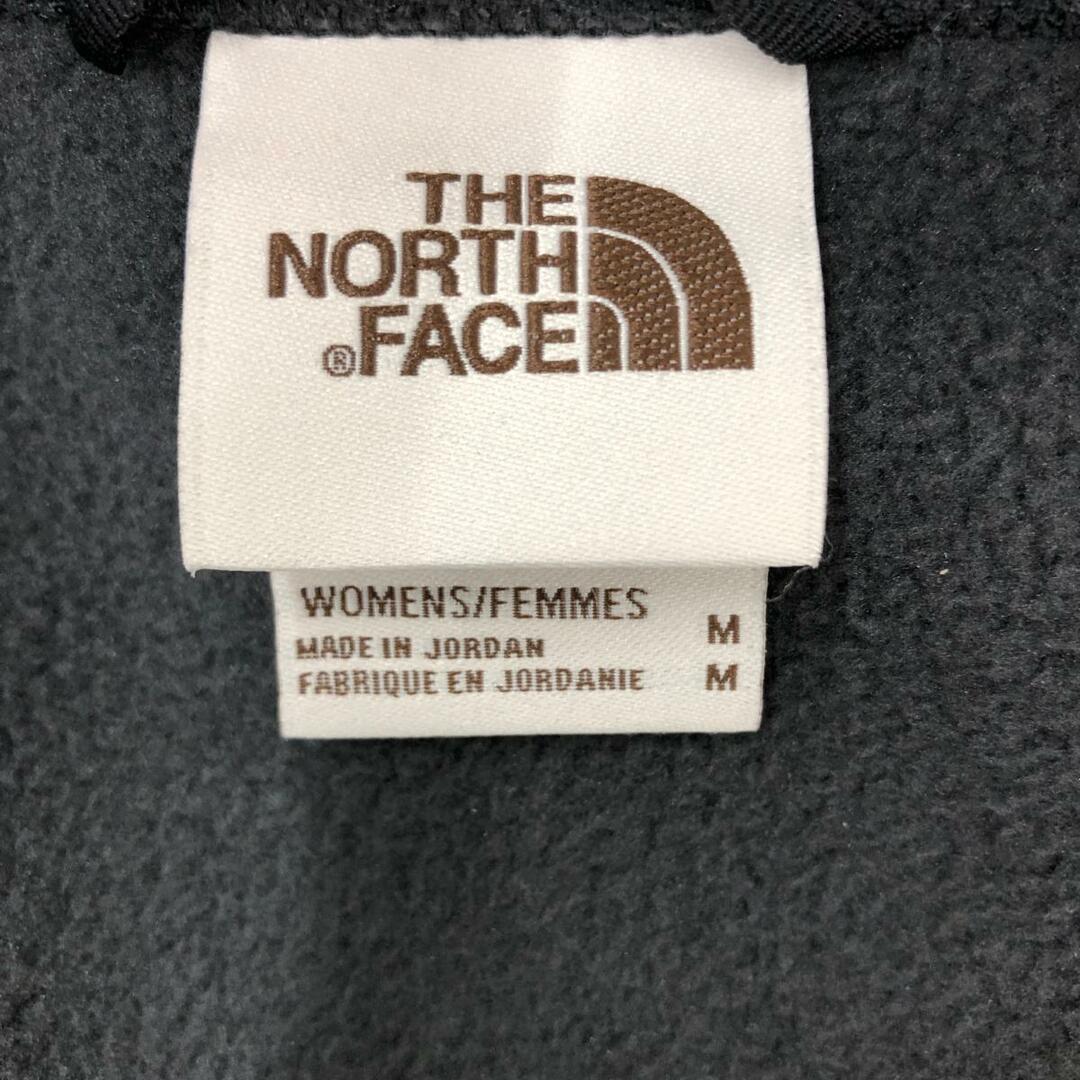 THE
NORTH
®FACE
WOMENS/FEMMES
MADE IN JORDAN M
FABRIQUE EN JORDANIE M